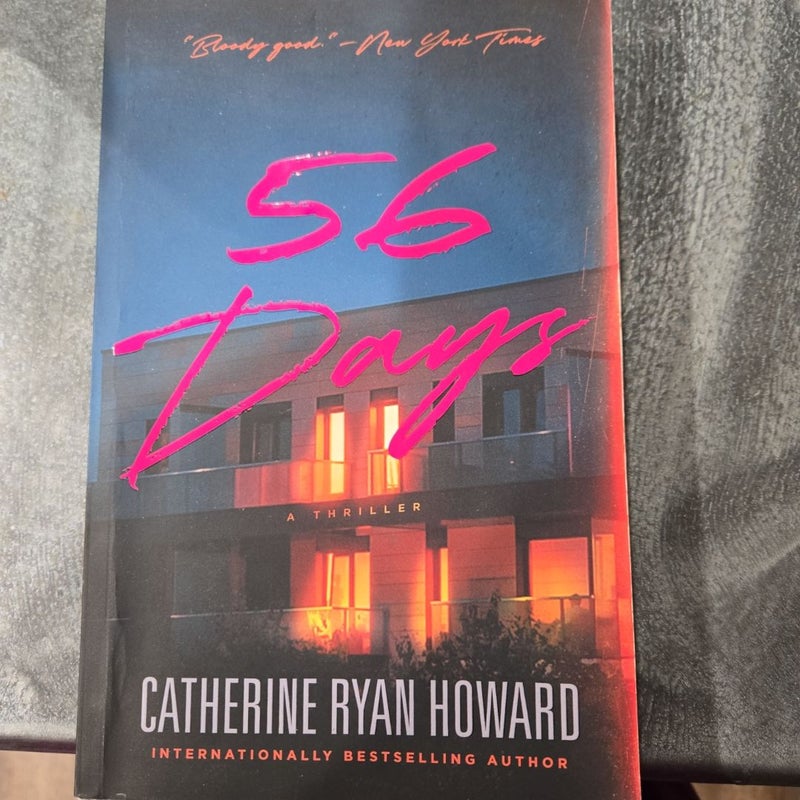 "Bloody good." —New York Times
56
Days
A THRILLER
CATHERINE RYAN HOWARD
INTERNATIONALLY BESTSELLING AUTHOR